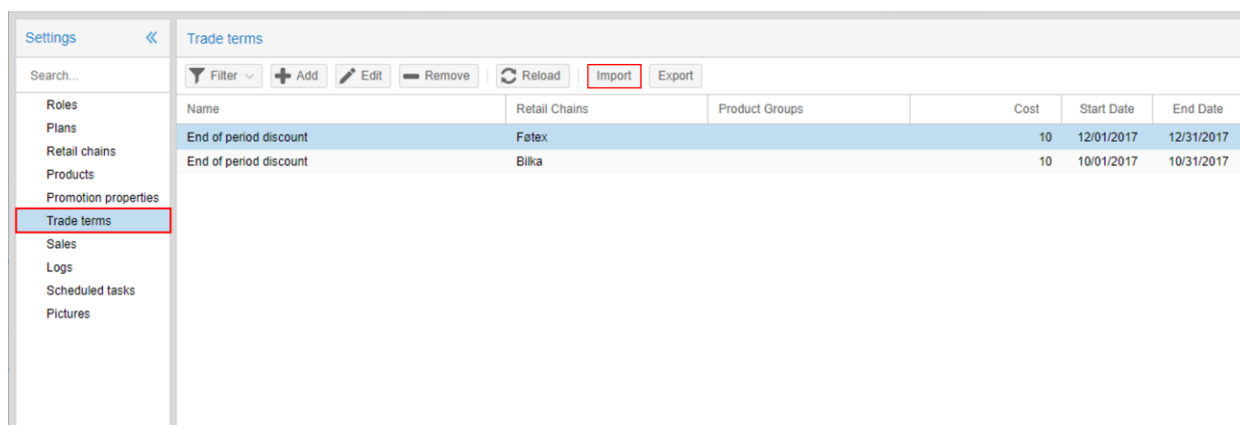 Settings
Trade terms
Search...
Filter Add Edit Remove Reload Import Export
Roles
Plans
Retail chains
Products
Promotion properties
Trade terms
Sales
Logs
Scheduled tasks
Pictures
Name Retail Chains Product Groups Cost Start Date End Date
End of period discount Føtex 10 12/01/2017 12/31/2017
End of period discount Bilka 10 10/01/2017 10/31/2017